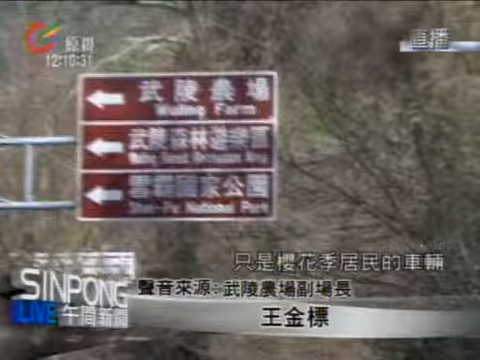 原視
12:10:31
直播
武陵農場
Wuling Farm
武陵森林遊樂區
雪霸國家公園
Shei-Pa National Park
只是櫻花季居民的車輛
聲音來源:武陵農場副場長
王金標
SINPONG
LIVE 午間新聞